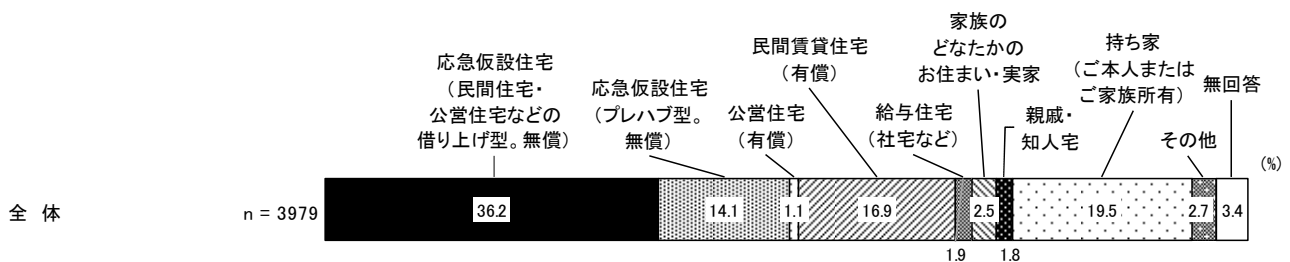 応急仮設住宅
（民間住宅・
公営住宅などの
借り上げ型。無償）
応急仮設住宅
（プレハブ型。
無償）
公営住宅
（有償）
民間賃貸住宅
（有償）
給与住宅
（社宅など）
家族の
どなたかの
お住まい・実家
親戚・
知人宅
持ち家
（ご本人または
ご家族所有）
その他
無回答
(%)
全 体
n = 3979
36.2
14.1
1.1
16.9
1.9
2.5
1.8
19.5
2.7
3.4